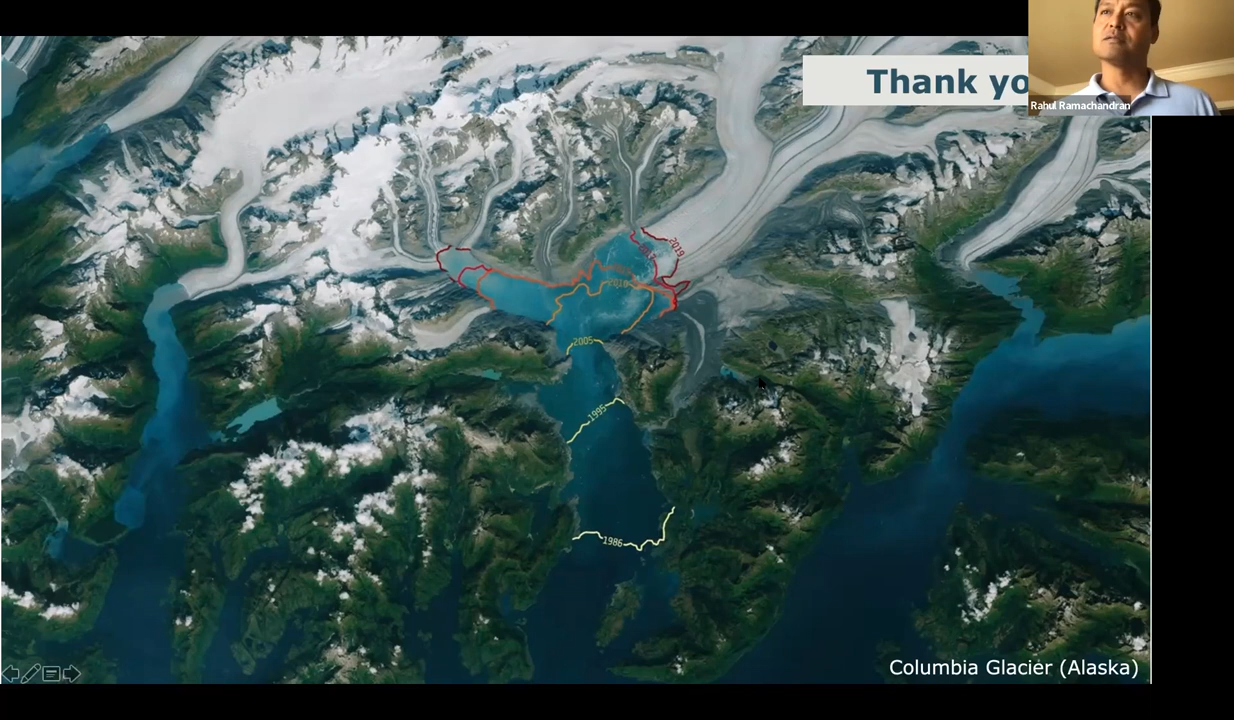 Thank yo
Rahul Ramachandran
2019
2010
2005
1995
1986
Columbia Glacier (Alaska)